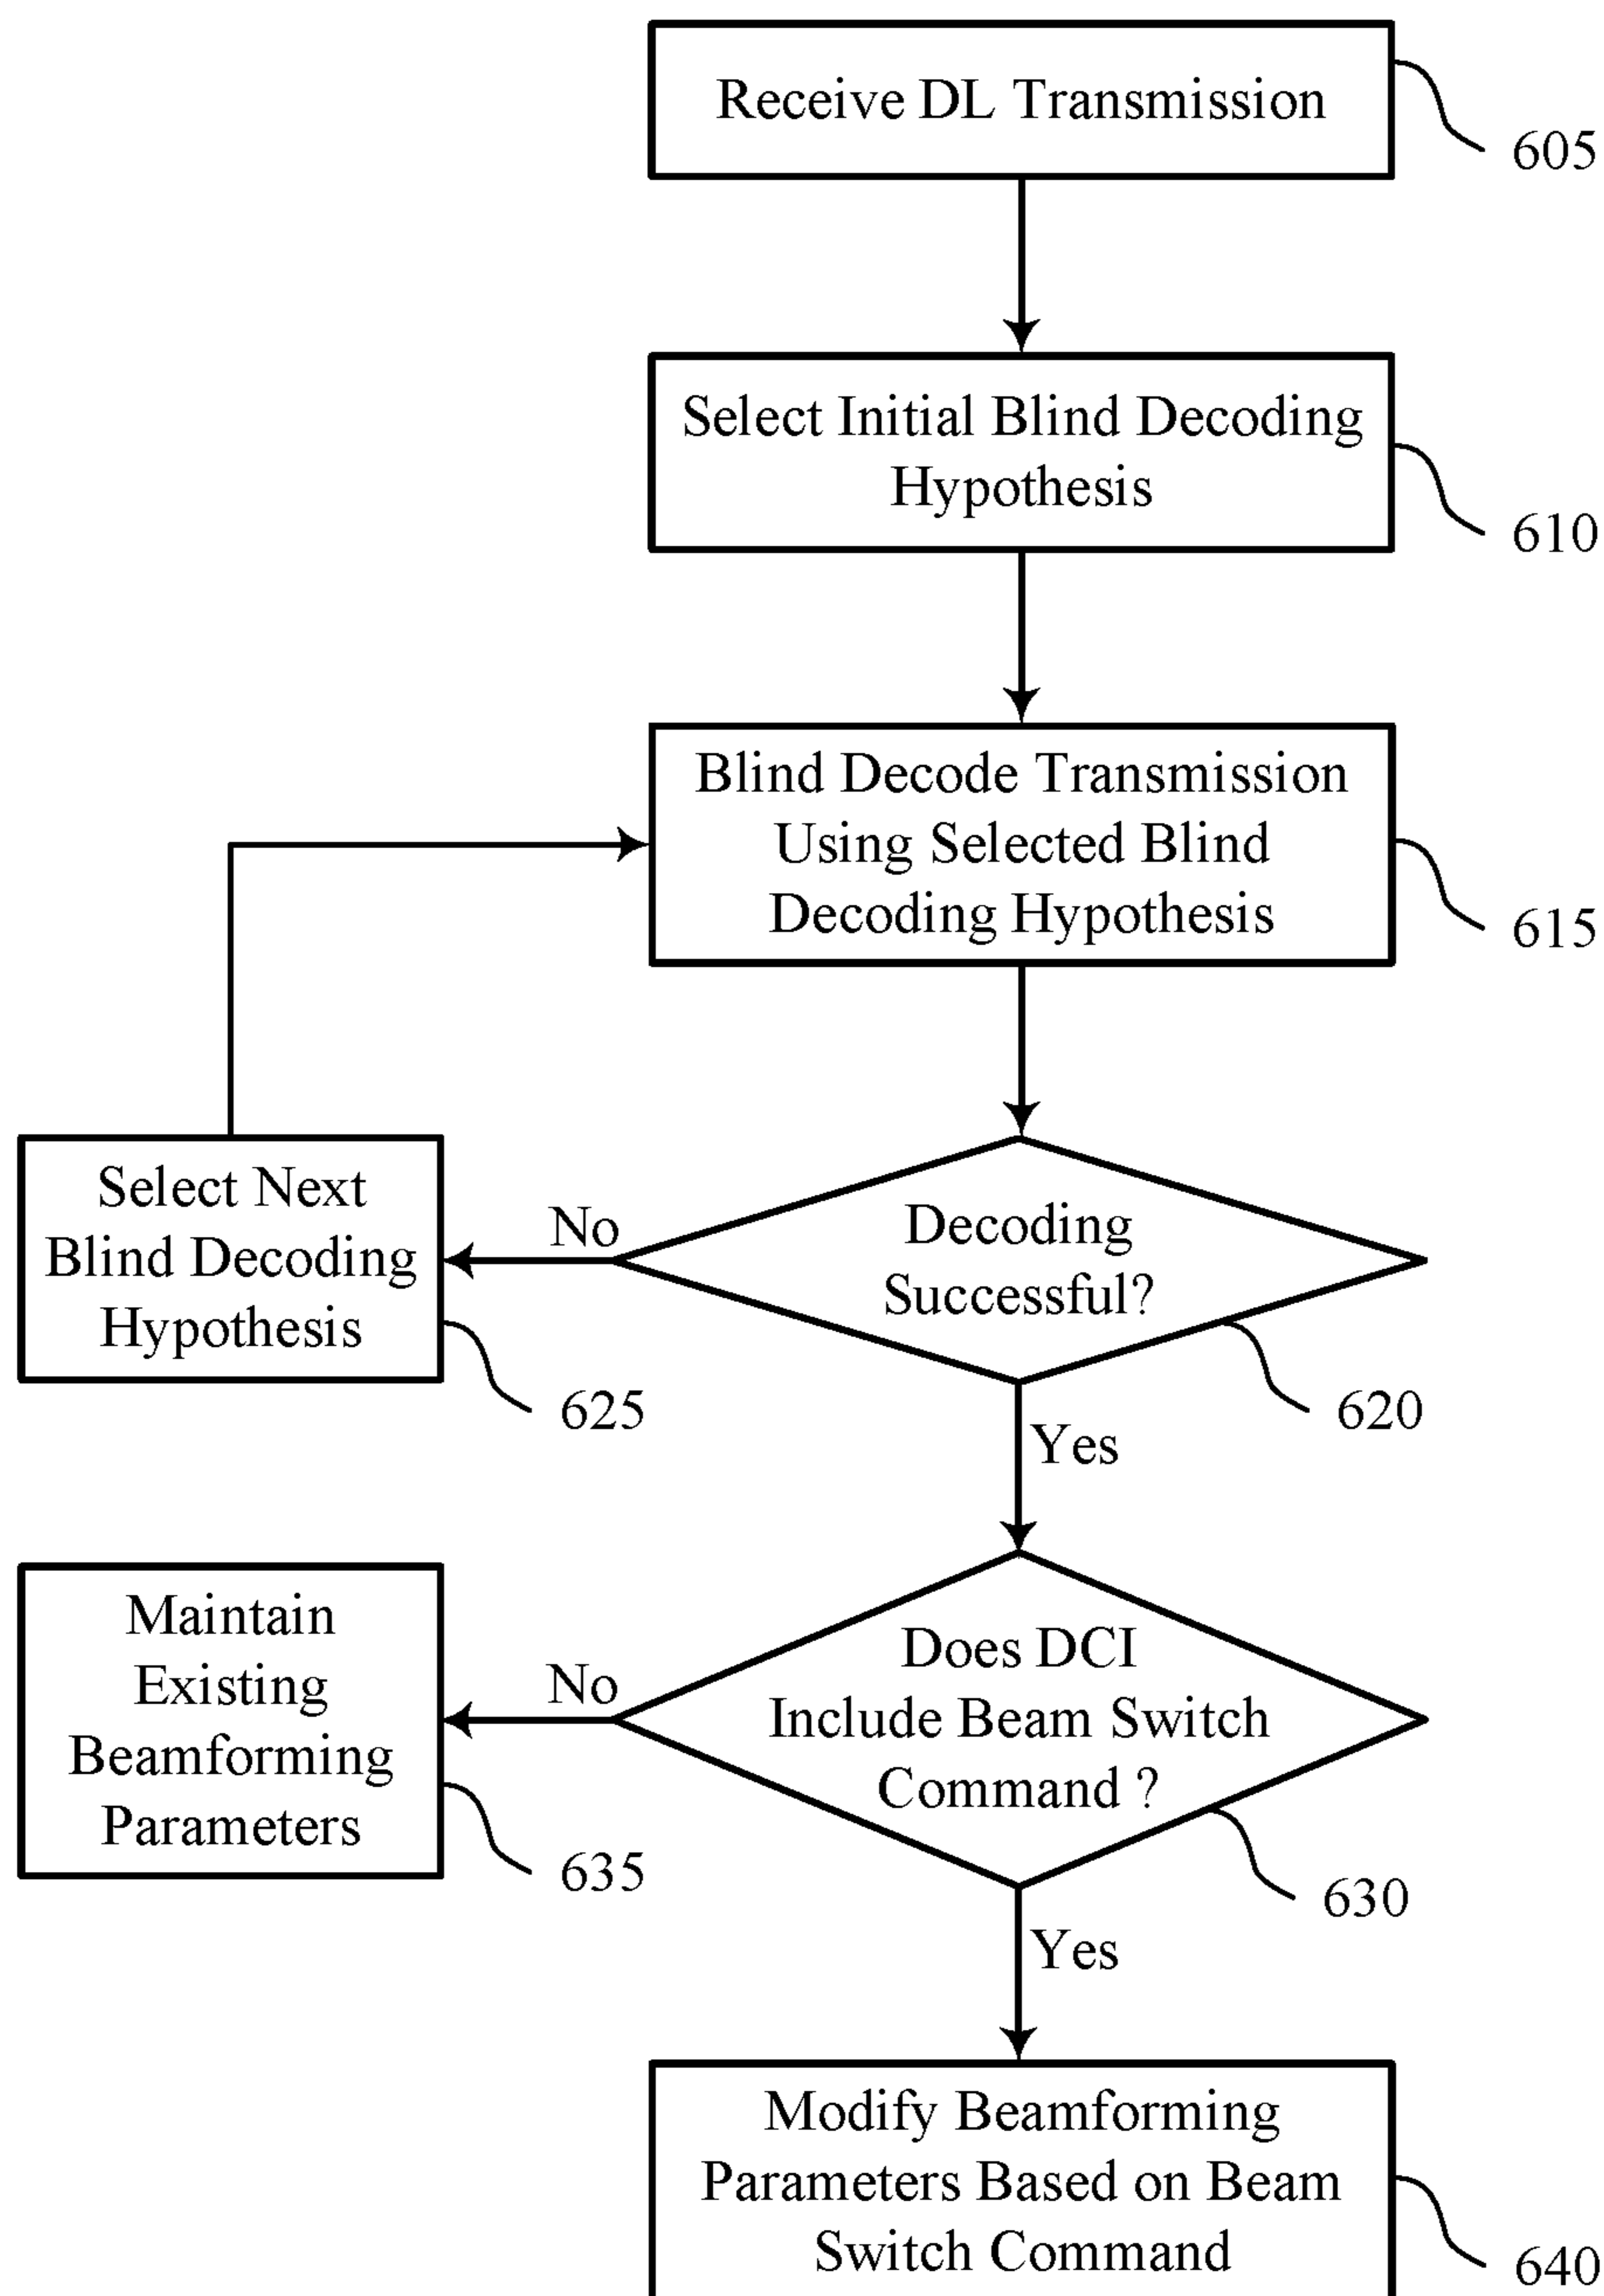 Receive DL Transmission
605
Select Initial Blind Decoding
Hypothesis
610
Blind Decode Transmission
Using Selected Blind
Decoding Hypothesis
615
Select Next
Blind Decoding
Hypothesis
625
No
Decoding
Successful?
620
Yes
Maintain
Existing
Beamforming
Parameters
635
No
Does DCI
Include Beam Switch
Command ?
630
Yes
Modify Beamforming
Parameters Based on Beam
Switch Command
640